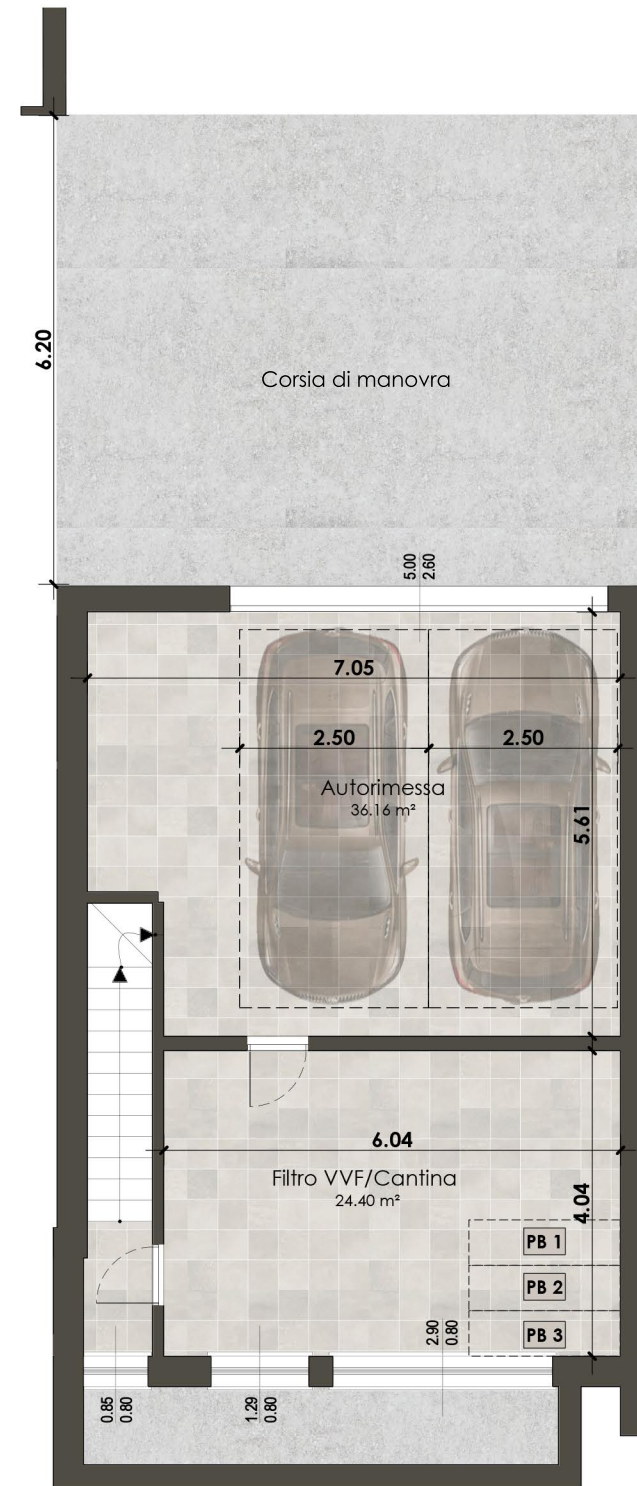 6.20
Corsia di manovra
5.00
2.60
7.05
2.50
2.50
Autorimessa
36.16 m²
5.61
6.04
Filtro VVF/Cantina
24.40 m²
4.04
PB 1
PB 2
PB 3
2.90
0.80
0.85
0.80
1.29
0.80